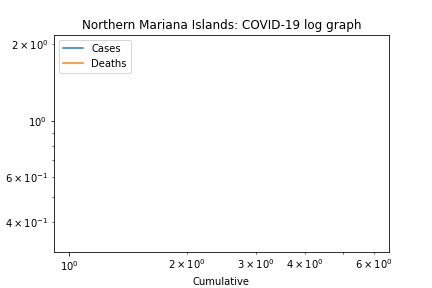 Northern Mariana Islands: COVID-19 log graph
2 × 10⁰
10⁰
6 × 10⁻¹
4 × 10⁻¹
Cases
Deaths
10⁰
2 × 10⁰
3 × 10⁰
4 × 10⁰
6 × 10⁰
Cumulative